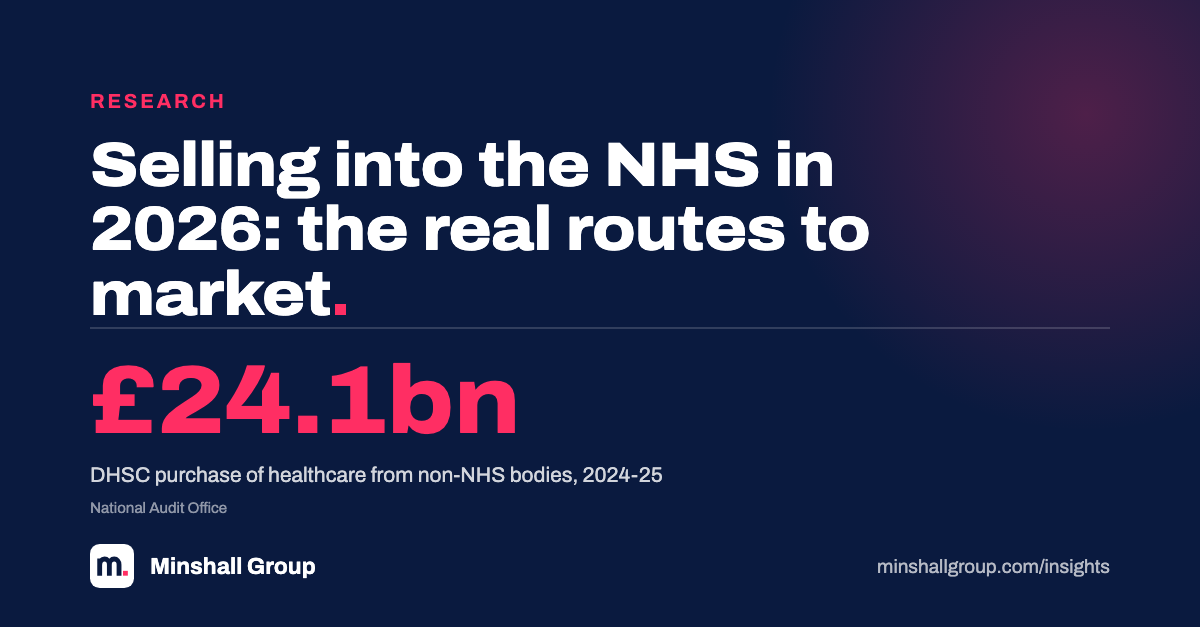 RESEARCH
Selling into the NHS in
2026: the real routes to
market.
£24.1bn
DHSC purchase of healthcare from non-NHS bodies, 2024-25
National Audit Office
m. Minshall Group
minshallgroup.com/insights